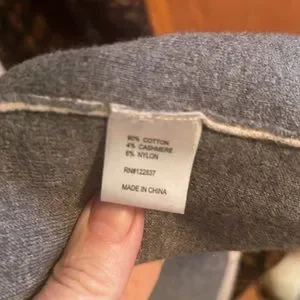 90% COTTON
4% CASHMERE
6% NYLON
RN#122837
MADE IN CHINA